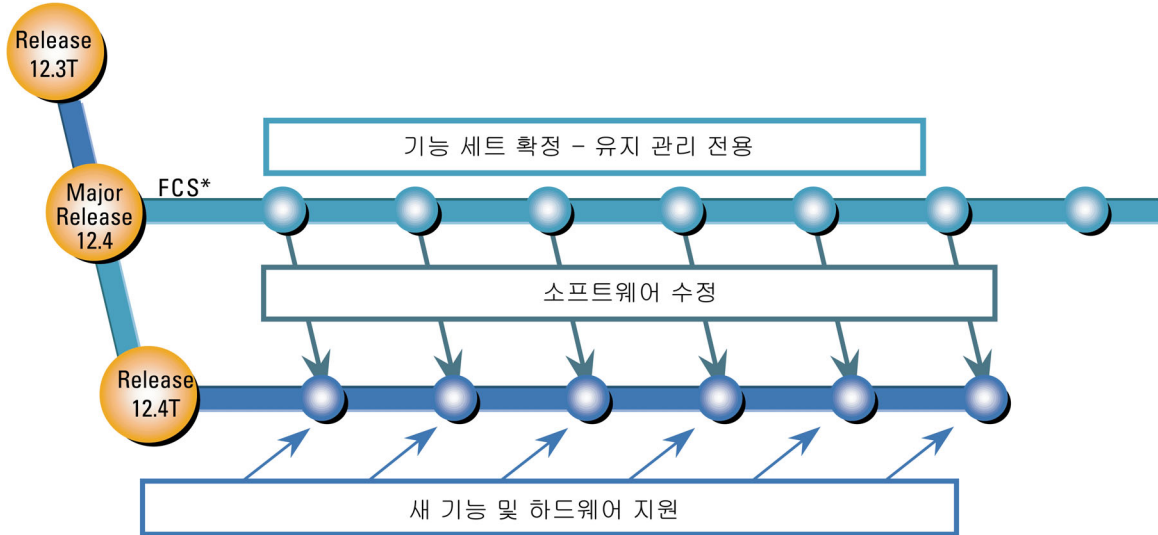 Release
12.3T
기능 세트 확정 – 유지 관리 전용
FCS*
Major
Release
12.4
소프트웨어 수정
Release
12.4T
새 기능 및 하드웨어 지원